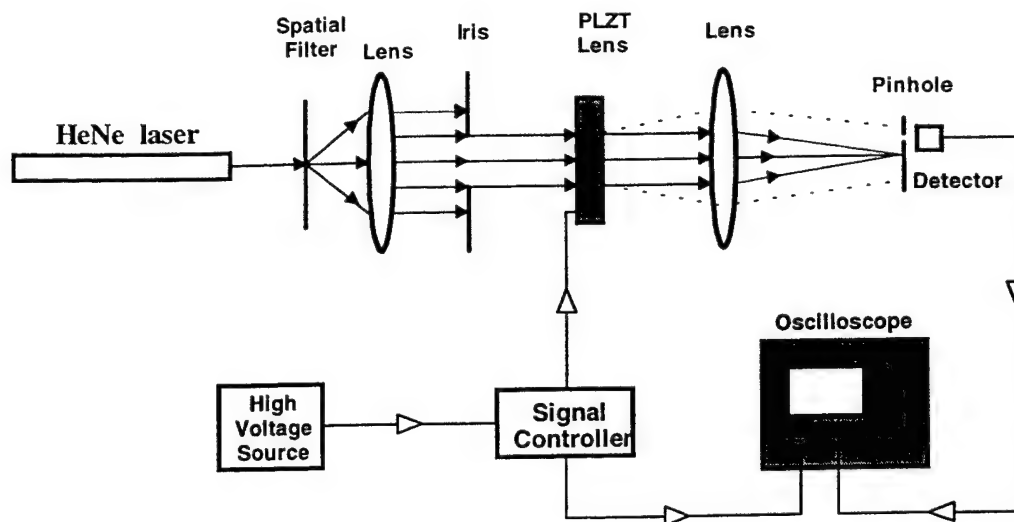 Spatial
Filter
Lens
Iris
PLZT
Lens
Lens
Pinhole
HeNe laser
Detector
Oscilloscope
High
Voltage
Source
Signal
Controller